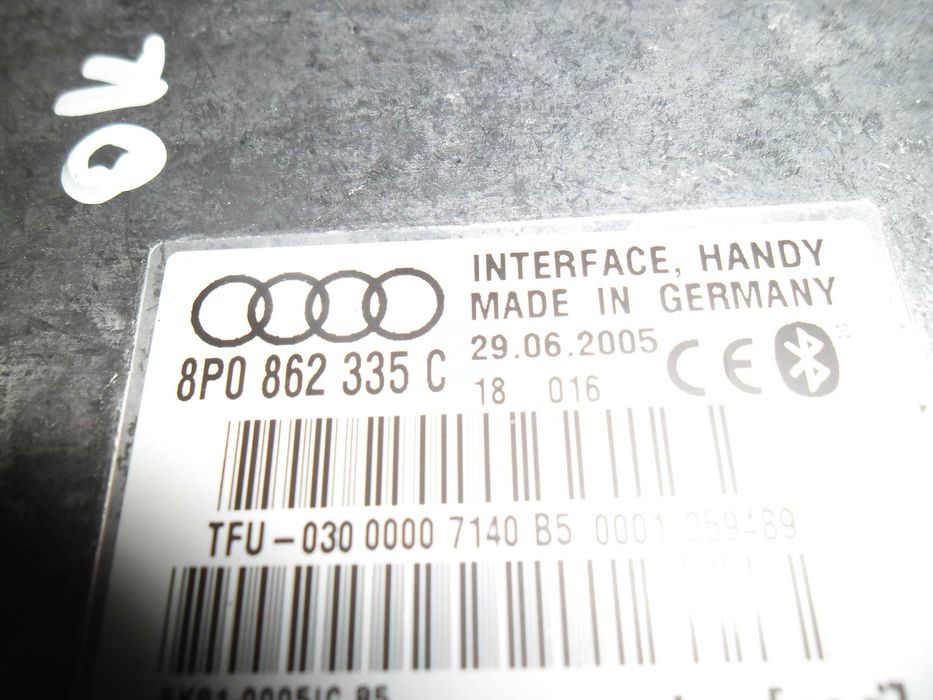 OK
INTERFACE, HANDY
MADE IN GERMANY
8P0 862 335 C
29.06.2005
18 016
CE
TFU-030 0000 7140 B5 0001 259489